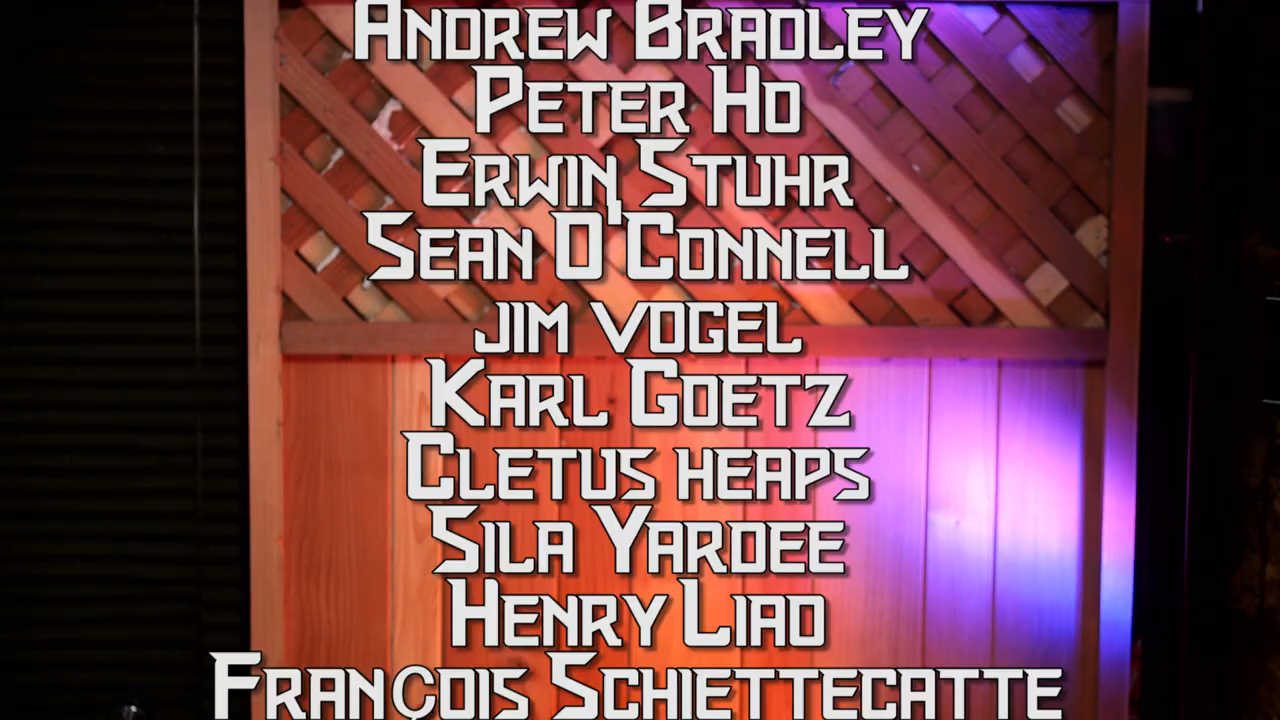 Andrew Bradley
Peter Ho
Erwin Stuhr
Sean O'Connell
jim vogel
Karl Goetz
Cletus heaps
Sila Yardee
Henry Liao
François Schiettecatte